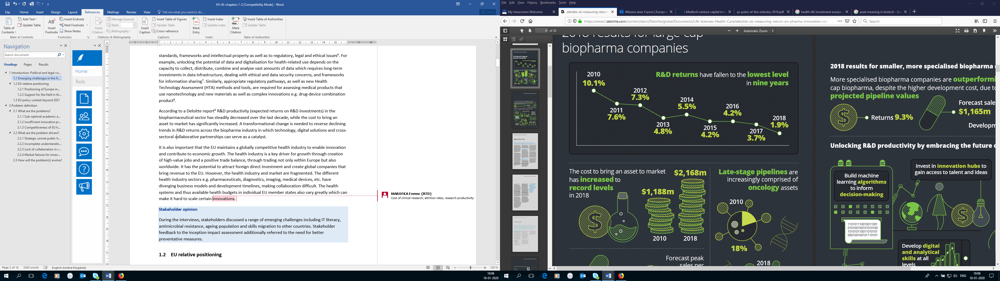 IHI-IA-chapters-1-2 [Compatibility Mode] - Word
File Home Insert Design Layout References Mailings Review View Tell me what you want to do... Share
Table of Contents
Add Text
Update Table
Table of Contents
AB¹ Insert Footnote
Insert Endnote
Next Footnote
Show Notes
Footnotes
Insert Citation
Manage Sources
Style:
Bibliography
Citations & Bibliography
Insert Caption
Insert Table of Figures
Update Table
Cross-reference
Captions
Mark Entry
Insert Index
Update Index
Index
Mark Citation
Insert Table of Authorities
Update Table
Table of Authorities
Navigation
Search document
Headings Pages Results
1 Introduction: Political and legal co...
1.1 Emerging challenges in the fi...
1.2 EU relative positioning
1.2.1 Positioning of Europe in...
1.2.2 Support for the field in th...
1.3 EU policy context beyond 2021
2 Problem definition
2.1 What are the problems?
2.1.1 Sub-optimal academic a...
2.1.2 Insufficient innovative pr...
2.1.3 Competitiveness of EU h...
2.2 What are the problem drivers?
2.2.1 Strategic unmet public h...
2.2.2 Incomplete understandin...
2.2.3 Lack of collaboration in r...
2.2.4 Market failures for innov...
2.3 How will the problem(s) evolve?
Home
Tools
standards, frameworks and intellectual property as well as to regulatory, legal and ethical issues⁶. For
example, unlocking the potential of data and digitalisation for health-related use depends on the
capacity to collect, distribute, combine and analyse vast amounts of data which requires long-term
investments in data infrastructure, dealing with ethical and data security concerns, and frameworks
for information sharing⁷. Similarly, appropriate regulatory pathways, as well as new Health
Technology Assessment (HTA) methods and tools, are required for assessing medical products that
use nanotechnology and new materials as well as complex innovations e.g. drug-device combination
product⁸.
According to a Deloitte report⁹ R&D productivity (expected returns on R&D investments) in the
biopharmaceutical sector has steadily decreased over the last decade, while the cost to bring an
asset to market has significantly increased. A transformational change is needed to reverse declining
trends in R&D returns across the biopharma industry in which technology, digital solutions and cross-
sectoral collaborative partnerships can serve as a catalyst.
It is also important that the EU maintains a globally competitive health industry to enable innovation
and contribute to economic growth. The health industry is a key driver for growth through creation
of high-value jobs and a positive trade balance, through trading not only within Europe but also
worldwide. It has the potential to attract foreign direct investment and create global companies that
bring revenue to the EU. However, the health industry and market are fragmented. The different
health industry sectors e.g. pharmaceuticals, diagnostics, imaging, medical devices, etc. have
diverging business models and development timelines, making collaboration difficult. The health
systems and thus available health budgets in individual EU member states also vary greatly which can
make it hard to scale certain innovations.
MAROFKA Ferenc (RTD)
Cost of clinical research, attrition rates, research productivity
Stakeholder opinion
During the interviews, stakeholders discussed a range of emerging challenges including IT literacy,
antimicrobial resistance, ageing population and skills migration to other countries. Stakeholder
feedback to the inception impact assessment additionally referred to the need for better
preventative measures.
1.2 EU relative positioning
Page 2 of 16 5565 words English (United Kingdom) 120 %
16:06
18-01-2020
File Edit View History Bookmarks Tools Help
My Intracomm Welcome
deloitte-uk-measuring-return-
Mission area: Cancer | Europea
• Medtech venture capital inve
ey-pulse-of-the-industry-2019.pdf
health r&I investment europe
asset meaning in biotech - Goo
https://www2.deloitte.com/content/dam/Deloitte/global/Documents/Life-Sciences-Health-Care/deloitte-uk-measuring-return-on-pharma-innovation-rep
Search
4 of 36
Automatic Zoom
2018 results for large cap
biopharma companies
R&D returns have fallen to the lowest level
in nine years
2010
10.1%
2011
7.6%
2012
7.3%
2013
4.8%
2014
5.5%
2015
4.2%
2016
4.2%
2017
3.7%
2018
1.9%
The cost to bring an asset to market
has increased to
record levels
in 2018
$1,188m
2010
$2,168m
2018
Late-stage pipelines are
increasingly comprised of
oncology assets
2010
18%
2018
Forecast peak
sales per
2018 results for smaller, more specialised biopharma
More specialised biopharma companies are outperformi
cap biopharma, despite the higher development cost, due to
projected pipeline values
Returns 9.3%
Forecast sale
$1,165m
Developm
Unlocking R&D productivity by embracing the future o
Build machine
learning algorithms
to inform
decision-making
Invest in innovation hubs to
gain access to talent and ideas
110101110010011001
010100100101010100
101010110011010101
000100100101110101
Develop digital
and analytical
skills at all
levels
ENG
16:06
18-01-2020